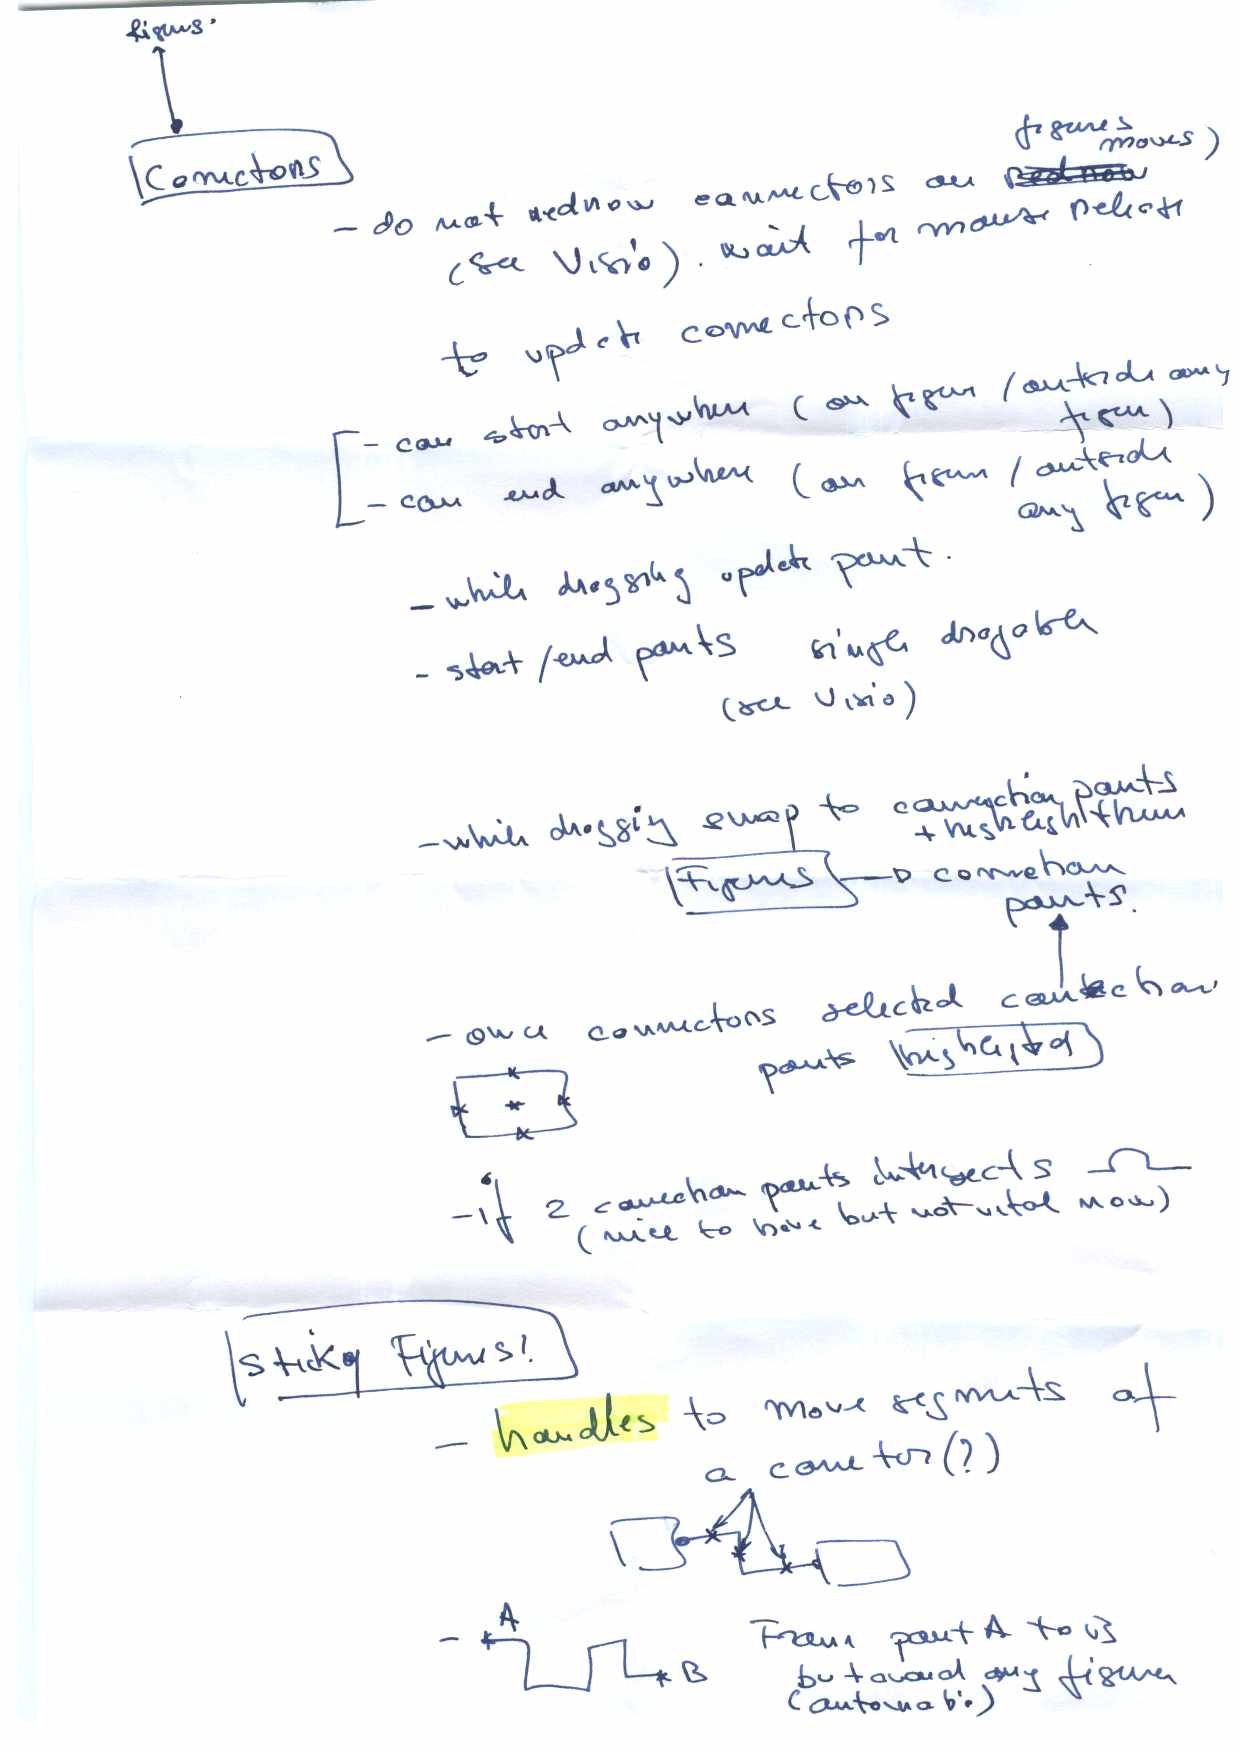 figures.
Connectors
figures
moves)
- do not redraw connectors on
(see Visio). wait for mouse release
to update connectors
- can start anywhere (on figure / outside any
figure)
- can end anywhere (on figure / outside
any figure)
- while dragging update paint.
- start/end points single dragable
(see Visio)
- while dragging snap to connection points
+ highlight them
Figures connection
points.
- once connectors selected connection
points highlighted
- if 2 connection points intersects
(nice to have but not vital now)
Sticky Figures!
- handles to move segments of
a conector(?)
- A B From point A to B
but avoid any figure
(automatic)